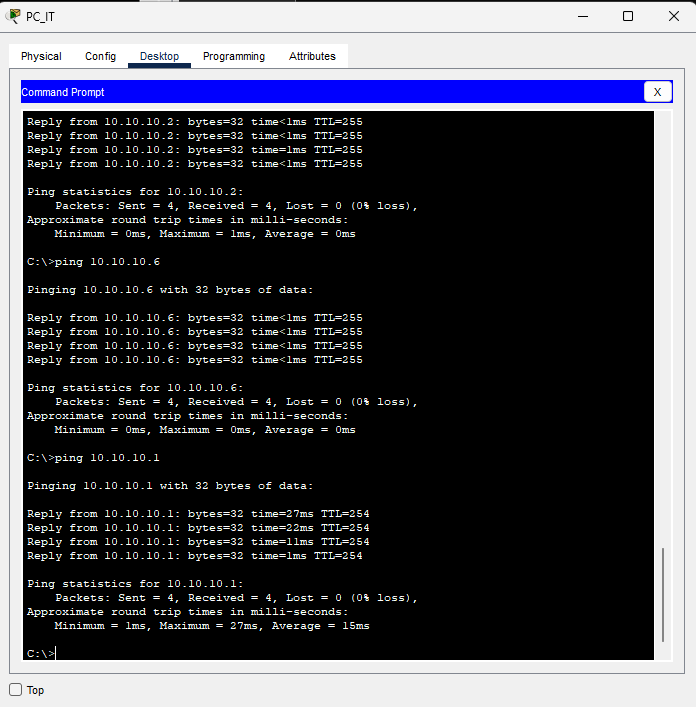 PC_IT
Physical Config Desktop Programming Attributes
Command Prompt X
Reply from 10.10.10.2: bytes=32 time<1ms TTL=255
Reply from 10.10.10.2: bytes=32 time<1ms TTL=255
Reply from 10.10.10.2: bytes=32 time=1ms TTL=255
Reply from 10.10.10.2: bytes=32 time<1ms TTL=255
Ping statistics for 10.10.10.2:
    Packets: Sent = 4, Received = 4, Lost = 0 (0% loss),
Approximate round trip times in milli-seconds:
    Minimum = 0ms, Maximum = 1ms, Average = 0ms
C:\>ping 10.10.10.6
Pinging 10.10.10.6 with 32 bytes of data:
Reply from 10.10.10.6: bytes=32 time<1ms TTL=255
Reply from 10.10.10.6: bytes=32 time<1ms TTL=255
Reply from 10.10.10.6: bytes=32 time<1ms TTL=255
Reply from 10.10.10.6: bytes=32 time<1ms TTL=255
Ping statistics for 10.10.10.6:
    Packets: Sent = 4, Received = 4, Lost = 0 (0% loss),
Approximate round trip times in milli-seconds:
    Minimum = 0ms, Maximum = 0ms, Average = 0ms
C:\>ping 10.10.10.1
Pinging 10.10.10.1 with 32 bytes of data:
Reply from 10.10.10.1: bytes=32 time=27ms TTL=254
Reply from 10.10.10.1: bytes=32 time=22ms TTL=254
Reply from 10.10.10.1: bytes=32 time=11ms TTL=254
Reply from 10.10.10.1: bytes=32 time=1ms TTL=254
Ping statistics for 10.10.10.1:
    Packets: Sent = 4, Received = 4, Lost = 0 (0% loss),
Approximate round trip times in milli-seconds:
    Minimum = 1ms, Maximum = 27ms, Average = 15ms
C:\>
Top